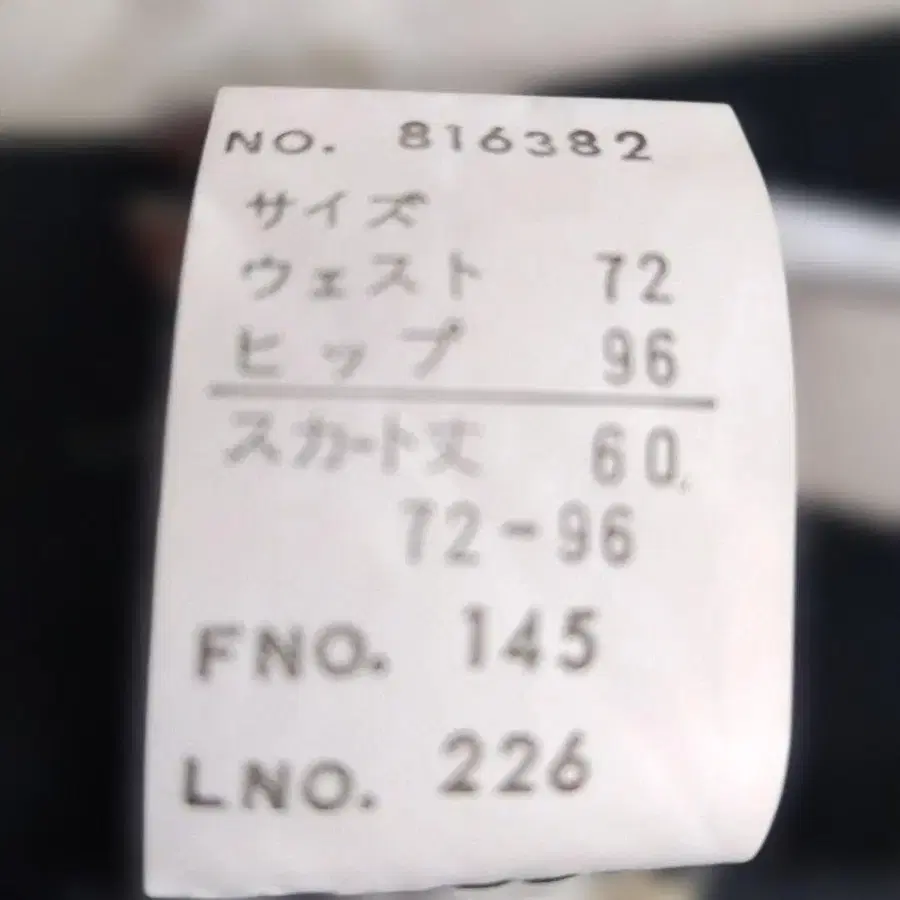 NO. 816382
サイズ
ウェスト 72
ヒップ 96
スカート丈 60
72-96
FNO. 145
LNO. 226